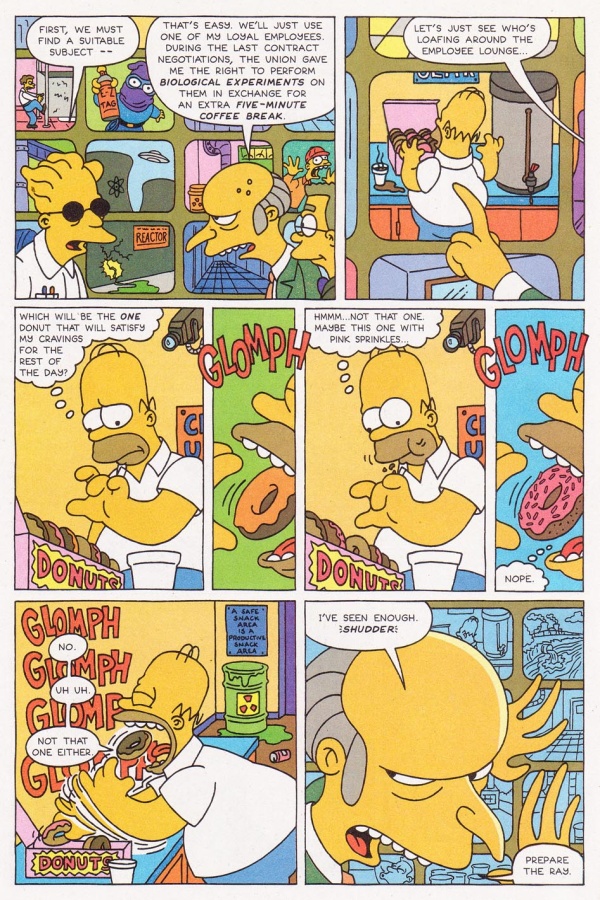 FIRST, WE MUST
FIND A SUITABLE
SUBJECT --
THAT'S EASY. WE'LL JUST USE
ONE OF MY LOYAL EMPLOYEES.
DURING THE LAST CONTRACT
NEGOTIATIONS, THE UNION GAVE
ME THE RIGHT TO PERFORM
BIOLOGICAL EXPERIMENTS ON
THEM IN EXCHANGE FOR
AN EXTRA FIVE-MINUTE
COFFEE BREAK.
TAG
REACTOR
LET'S JUST SEE WHO'S
LOAFING AROUND THE
EMPLOYEE LOUNGE...
WHICH WILL BE THE ONE
DONUT THAT WILL SATISFY
MY CRAVINGS
FOR THE
REST OF
THE DAY?
DONUTS
GLOMPH
HMMM...NOT THAT ONE.
MAYBE THIS ONE WITH
PINK SPRINKLES...
DONUTS
GLOMPH
NOPE.
GLOMPH
NO.
GLOMPH
UH UH.
GLOMP
NOT THAT
ONE EITHER.
"A SAFE
SNACK
AREA
IS A
PRODUCTIVE
SNACK
AREA."
DONUTS
I'VE SEEN ENOUGH.
SHUDDER
PREPARE
THE RAY.